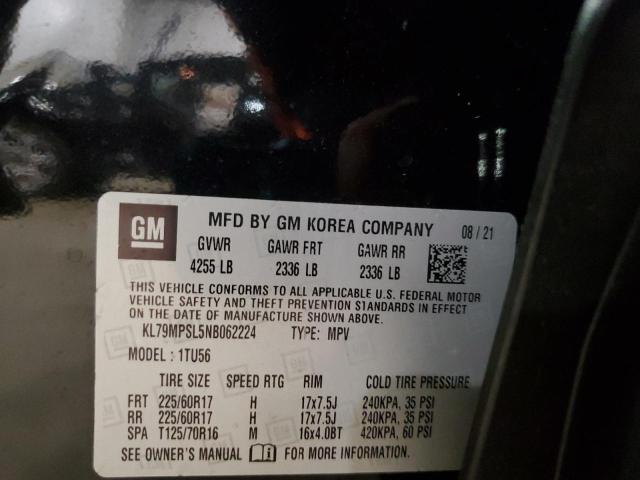 GM MFD BY GM KOREA COMPANY 08 / 21
GVWR GAWR FRT GAWR RR
4255 LB 2336 LB 2336 LB
THIS VEHICLE CONFORMS TO ALL APPLICABLE U.S. FEDERAL MOTOR
VEHICLE SAFETY AND THEFT PREVENTION STANDARDS IN EFFECT
ON THE DATE OF MANUFACTURE SHOWN ABOVE.
KL79MPSL5NB062224 TYPE: MPV
MODEL : 1TU56
TIRE SIZE SPEED RTG RIM COLD TIRE PRESSURE
FRT 225/60R17 H 17x7.5J 240KPA, 35 PSI
RR 225/60R17 H 17x7.5J 240KPA, 35 PSI
SPA T125/70R16 M 16x4.0BT 420KPA, 60 PSI
SEE OWNER'S MANUAL FOR MORE INFORMATION.